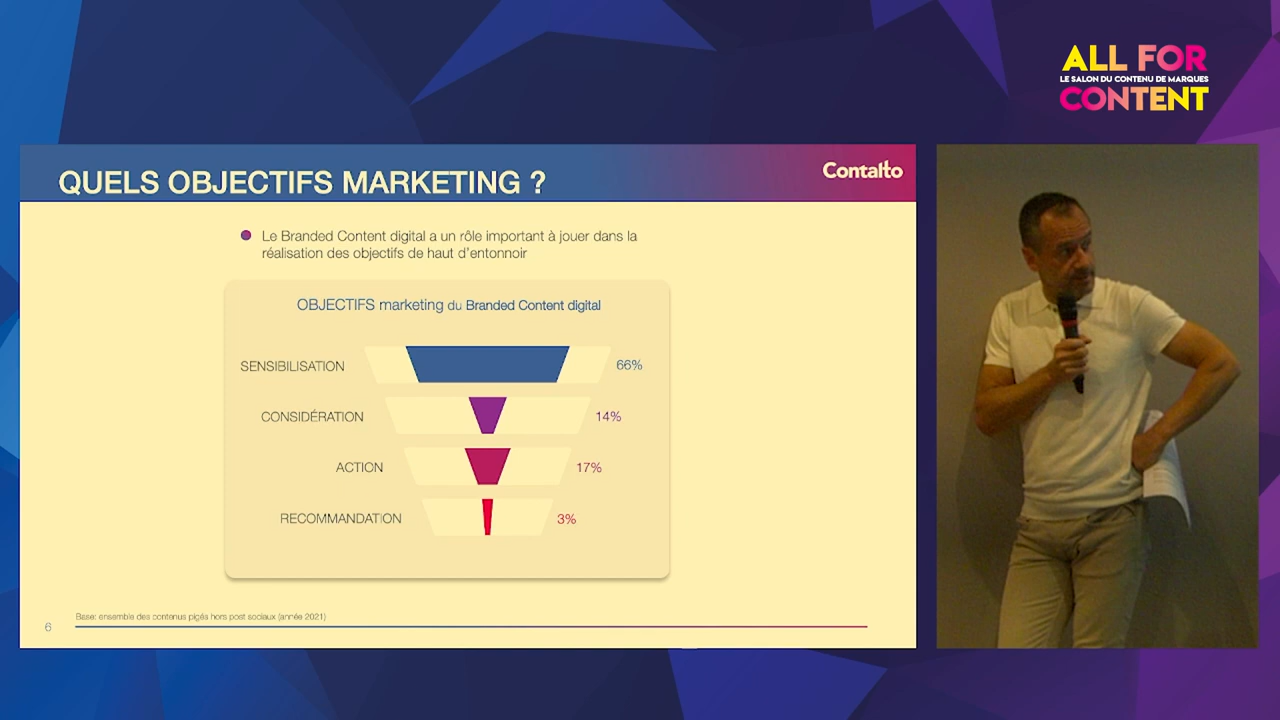 ALL FOR
LE SALON DU CONTENU DE MARQUES
CONTENT
QUELS OBJECTIFS MARKETING ?
Contalto
Le Branded Content digital a un rôle important à jouer dans la
réalisation des objectifs de haut d'entonnoir
OBJECTIFS marketing du Branded Content digital
SENSIBILISATION 66%
CONSIDÉRATION 14%
ACTION 17%
RECOMMANDATION 3%
Base: ensemble des contenus pigés hors post sociaux (année 2021)
6